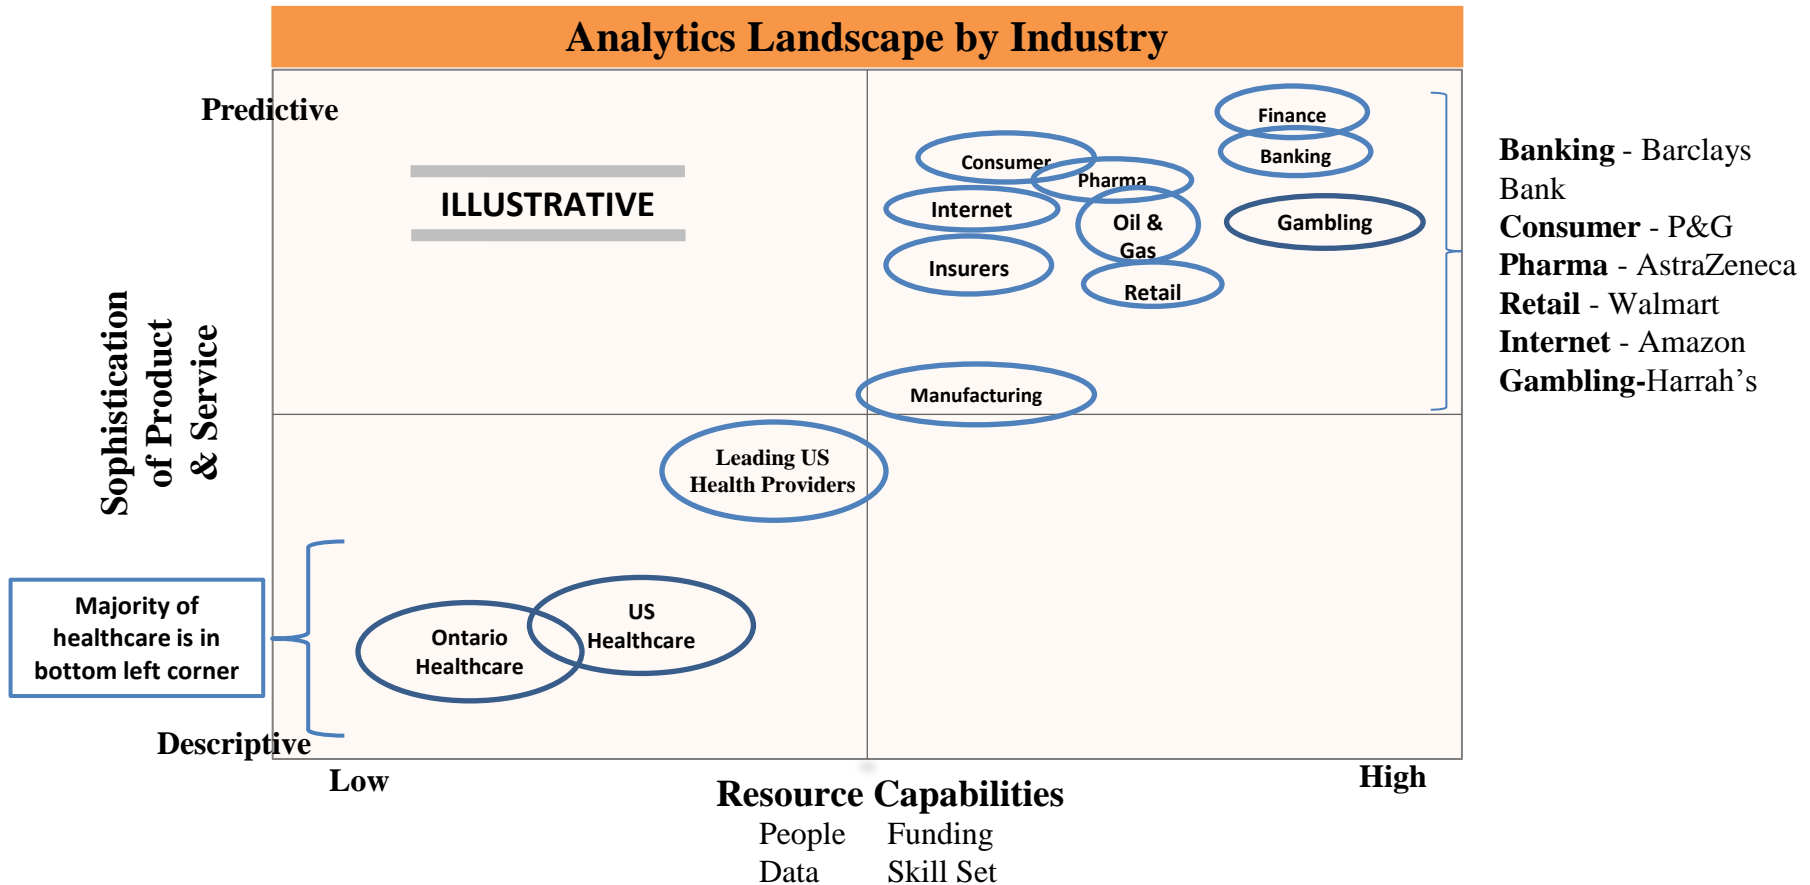 Analytics Landscape by Industry
Predictive
ILLUSTRATIVE
Finance
Banking
Consumer
Pharma
Internet
Oil &
Gas
Gambling
Insurers
Retail
Manufacturing
Banking - Barclays
Bank
Consumer - P&G
Pharma - AstraZeneca
Retail - Walmart
Internet - Amazon
Gambling-Harrah’s
Sophistication
of Product
& Service
Leading US
Health Providers
US
Healthcare
Ontario
Healthcare
Majority of
healthcare is in
bottom left corner
Descriptive
Low
High
Resource Capabilities
People Funding
Data Skill Set